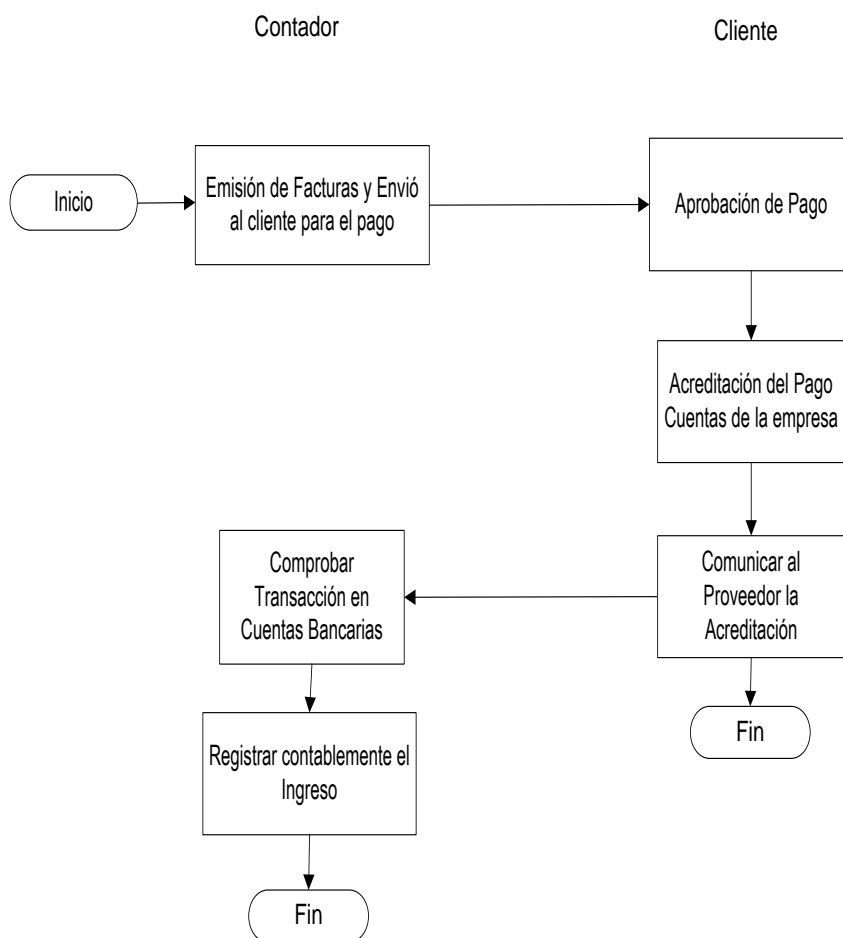 Contador
Cliente
Inicio
Emisión de Facturas y Envió
al cliente para el pago
Aprobación de Pago
Acreditación del Pago
Cuentas de la empresa
Comunicar al
Proveedor la
Acreditación
Comprobar
Transacción en
Cuentas Bancarias
Fin
Registrar contablemente el
Ingreso
Fin